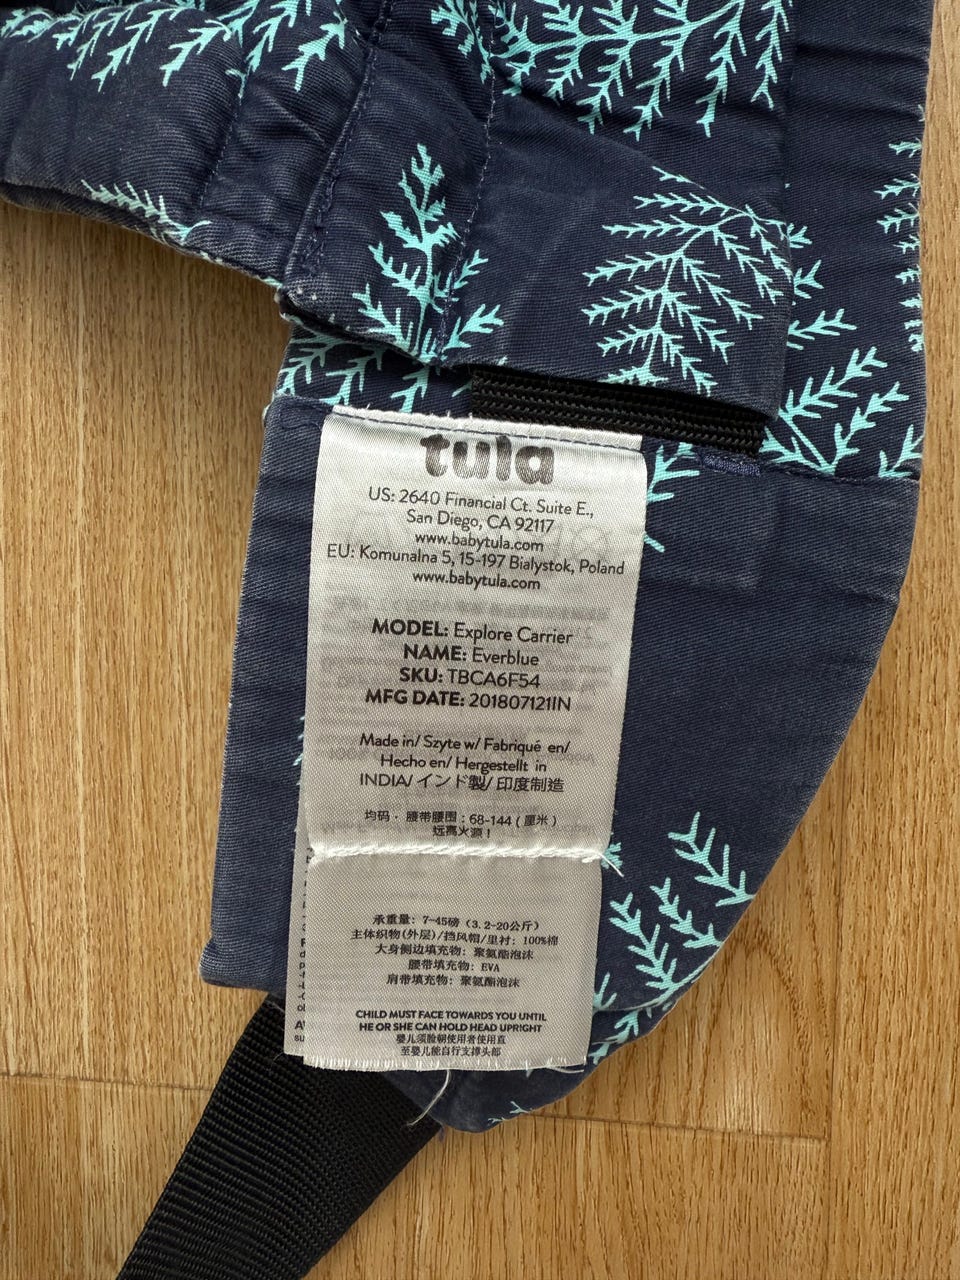 tula
US: 2640 Financial Ct. Suite E.,
San Diego, CA 92117
www.babytula.com
EU: Komunalna 5, 15-197 Bialystok, Poland
www.babytula.com
MODEL: Explore Carrier
NAME: Everblue
SKU: TBCA6F54
MFG DATE: 201807121IN
Made in/ Szyte w/ Fabriqué en/
Hecho en/ Hergestellt in
INDIA/ インド製/ 印度制造
均码 · 腰带腰围：68-144 ( 厘米 )
远离火源！
承重量：7-45磅（3.2-20公斤）
主体织物(外层)/挡风帽/里衬：100%棉
大身侧边填充物：聚氨酯泡沫
腰带填充物：EVA
肩带填充物：聚氨酯泡沫
CHILD MUST FACE TOWARDS YOU UNTIL
HE OR SHE CAN HOLD HEAD UPRIGHT
婴儿须脸朝使用者使用直
至婴儿能自行支撑头部